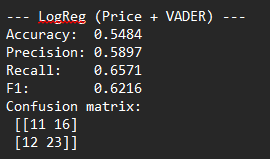 --- LogReg (Price + VADER) ---
Accuracy:  0.5484
Precision: 0.5897
Recall:    0.6571
F1:        0.6216
Confusion matrix:
 [[11 16]
 [12 23]]